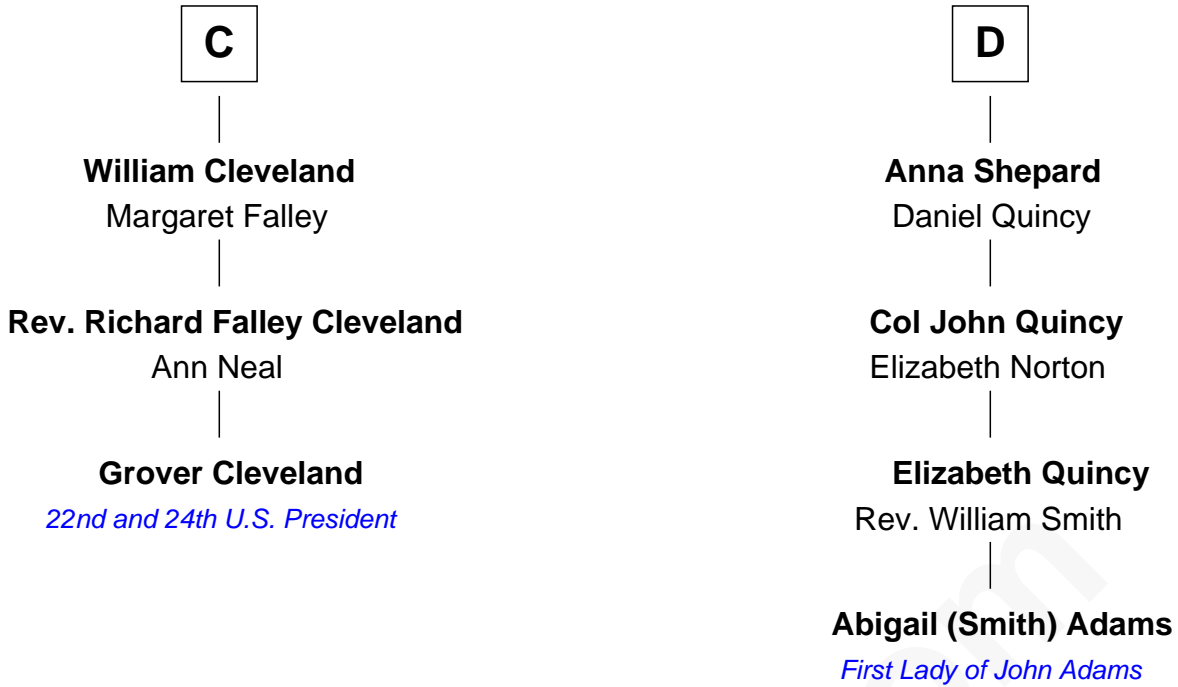 C
William Cleveland
Margaret Falley
Rev. Richard Falley Cleveland
Ann Neal
Grover Cleveland
22nd and 24th U.S. President
D
Anna Shepard
Daniel Quincy
Col John Quincy
Elizabeth Norton
Elizabeth Quincy
Rev. William Smith
Abigail (Smith) Adams
First Lady of John Adams